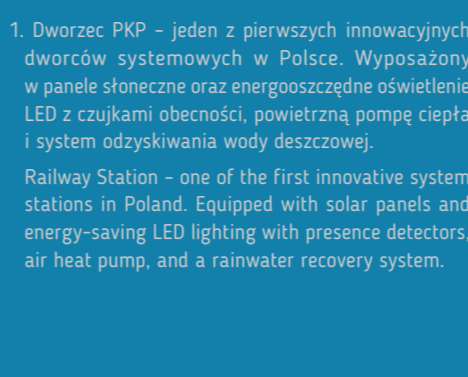 1. Dworzec PKP – jeden z pierwszych innowacyjnych
dworców systemowych w Polsce. Wyposażony
w panele słoneczne oraz energooszczędne oświetlenie
LED z czujkami obecności, powietrzną pompę ciepła
i system odzyskiwania wody deszczowej.
Railway Station – one of the first innovative system
stations in Poland. Equipped with solar panels and
energy-saving LED lighting with presence detectors,
air heat pump, and a rainwater recovery system.